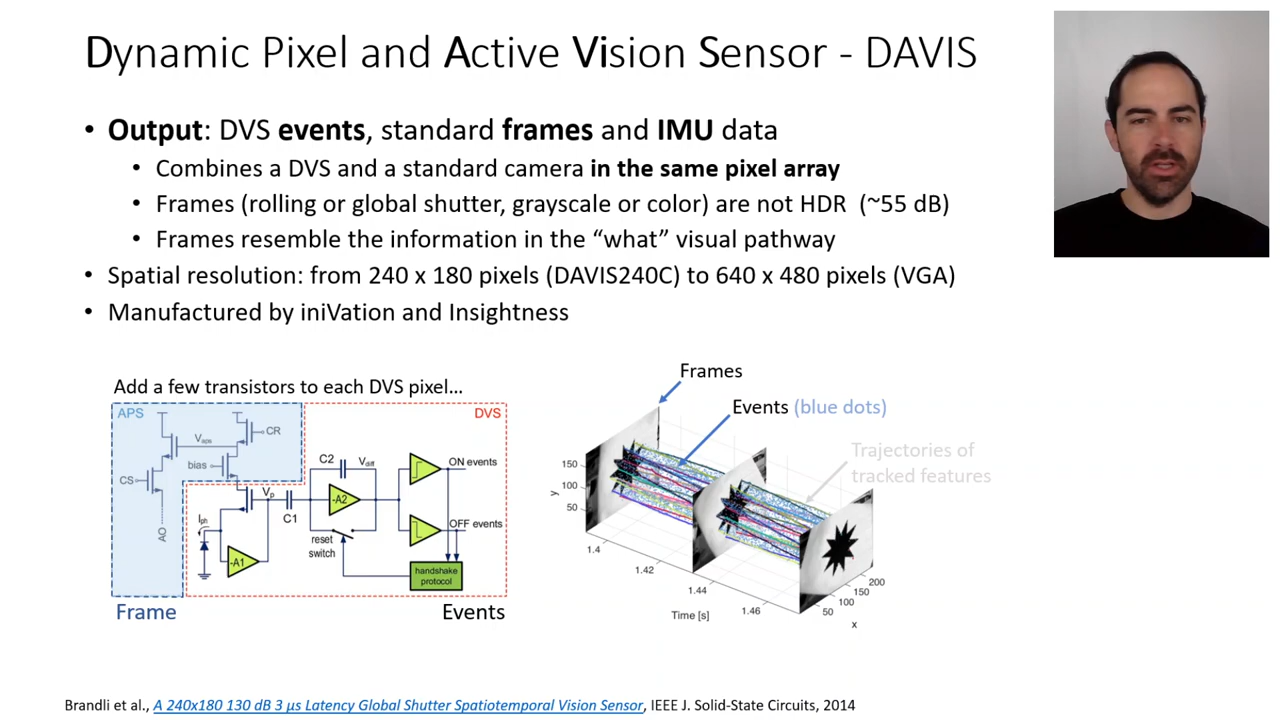 Dynamic Pixel and Active Vision Sensor - DAVIS
• Output: DVS events, standard frames and IMU data
• Combines a DVS and a standard camera in the same pixel array
• Frames (rolling or global shutter, grayscale or color) are not HDR (~55 dB)
• Frames resemble the information in the “what” visual pathway
• Spatial resolution: from 240 x 180 pixels (DAVIS240C) to 640 x 480 pixels (VGA)
• Manufactured by iniVation and Insightness
Add a few transistors to each DVS pixel…
APS
DVS
CR
Vaps
bias
CS
AO
Vp
Iph
-A1
C1
C2
Vdiff
-A2
reset
switch
ON events
OFF events
handshake
protocol
Frame
Events
Frames
Events (blue dots)
Trajectories of
tracked features
y
150
100
50
1.4
1.42
1.44
1.46
Time [s]
50
100
150
200
x
Brandli et al., A 240x180 130 dB 3 µs Latency Global Shutter Spatiotemporal Vision Sensor, IEEE J. Solid-State Circuits, 2014